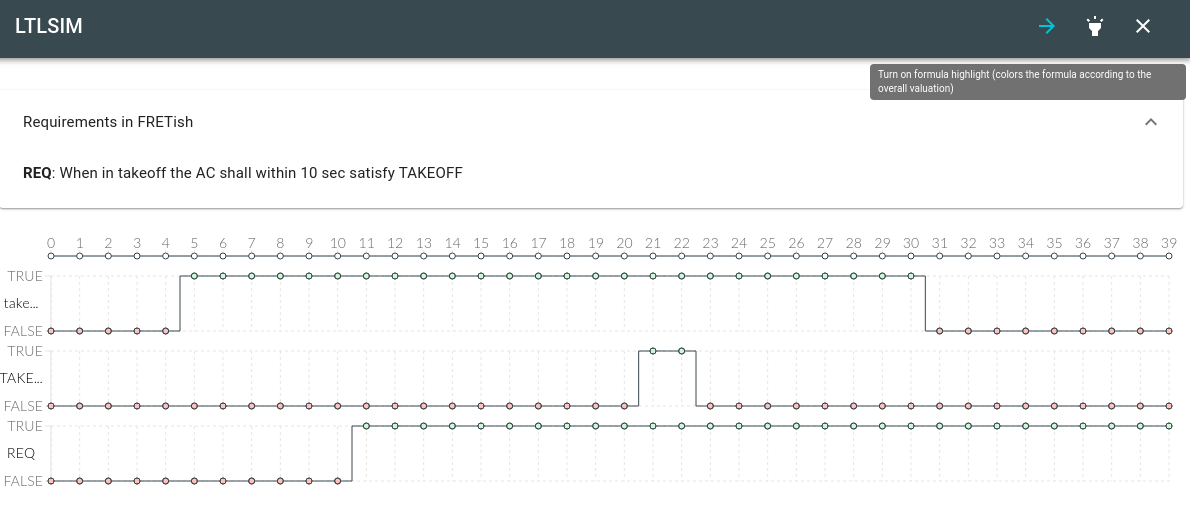 LTLSIM
Turn on formula highlight (colors the formula according to the
overall valuation)
Requirements in FRETish
REQ: When in takeoff the AC shall within 10 sec satisfy TAKEOFF
0 1 2 3 4 5 6 7 8 9 10 11 12 13 14 15 16 17 18 19 20 21 22 23 24 25 26 27 28 29 30 31 32 33 34 35 36 37 38 39
TRUE
take...
FALSE
TRUE
TAKE...
FALSE
TRUE
REQ
FALSE